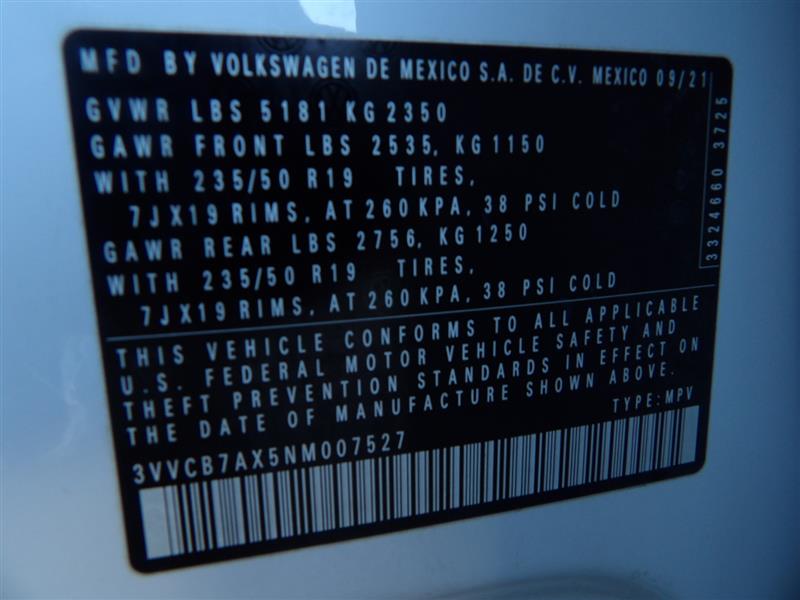 MFD BY VOLKSWAGEN DE MEXICO S.A. DE C.V. MEXICO 09/21
GVWR LBS 5181 KG 2350
GAWR FRONT LBS 2535, KG 1150
WITH 235/50 R19 TIRES,
7JX19 RIMS, AT 260 KPA, 38 PSI COLD
GAWR REAR LBS 2756, KG 1250
WITH 235/50 R19 TIRES,
7JX19 RIMS, AT 260 KPA, 38 PSI COLD
3324660 3725
THIS VEHICLE CONFORMS TO ALL APPLICABLE
U.S. FEDERAL MOTOR VEHICLE SAFETY AND
THEFT PREVENTION STANDARDS IN EFFECT ON
THE DATE OF MANUFACTURE SHOWN ABOVE.
TYPE: MPV
3VVCB7AX5NM007527